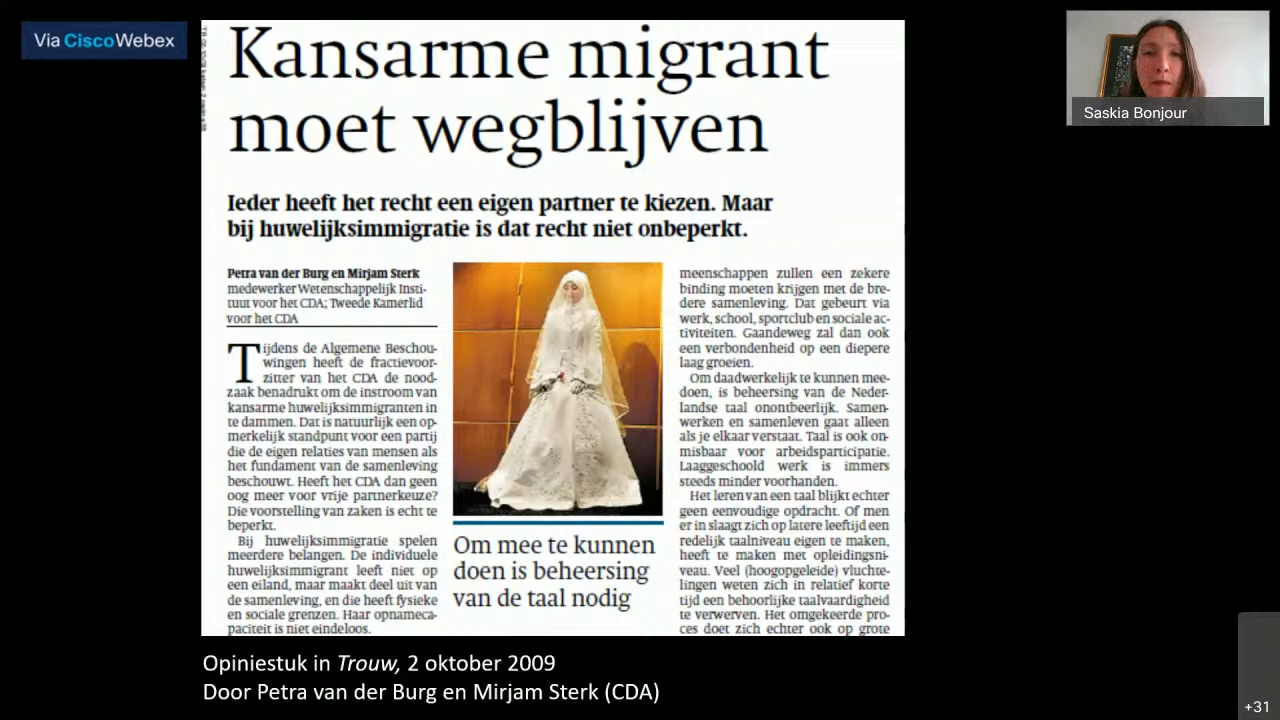 Via Cisco Webex
Kansarme migrant
moet wegblijven
Ieder heeft het recht een eigen partner te kiezen. Maar
bij huwelijksimmigratie is dat recht niet onbeperkt.
Petra van der Burg en Mirjam Sterk
medewerker Wetenschappelijk Insti-
tuut voor het CDA; Tweede Kamerlid
voor het CDA
Tijdens de Algemene Beschou-
wingen heeft de fractievoor-
zitter van het CDA de nood-
zaak benadrukt om de instroom van
kansarme huwelijksimmigranten in
te dammen. Dat is natuurlijk een op-
merkelijk standpunt voor een partij
die de eigen relaties van mensen als
het fundament van de samenleving
beschouwt. Heeft het CDA dan geen
oog meer voor vrije partnerkeuze?
Die voorstelling van zaken is echt te
beperkt.
Bij huwelijksimmigratie spelen
meerdere belangen. De individuele
huwelijksimmigrant leeft niet op
een eiland, maar maakt deel uit van
de samenleving, en die heeft fysieke
en sociale grenzen. Haar opnameca-
paciteit is niet eindeloos.
Om mee te kunnen
doen is beheersing
van de taal nodig
meenschappen zullen een zekere
binding moeten krijgen met de bre-
dere samenleving. Dat gebeurt via
werk, school, sportclub en sociale ac-
tiviteiten. Gaandeweg zal dan ook
een verbondenheid op een diepere
laag groeien.
Om daadwerkelijk te kunnen mee-
doen, is beheersing van de Neder-
landse taal onontbeerlijk. Samen-
werken en samenleven gaat alleen
als je elkaar verstaat. Taal is ook on-
misbaar voor arbeidsparticipatie.
Laaggeschoold werk is immers
steeds minder voorhanden.
Het leren van een taal blijkt echter
geen eenvoudige opdracht. Of men
er in slaagt zich op latere leeftijd een
redelijk taalniveau eigen te maken,
heeft te maken met opleidingsni-
veau. Veel (hoogopgeleide) vluchte-
lingen weten zich in relatief korte
tijd een behoorlijke taalvaardigheid
te verwerven. Het omgekeerde pro-
ces doet zich echter ook op grote
Opiniestuk in Trouw, 2 oktober 2009
Door Petra van der Burg en Mirjam Sterk (CDA)
Saskia Bonjour
+31